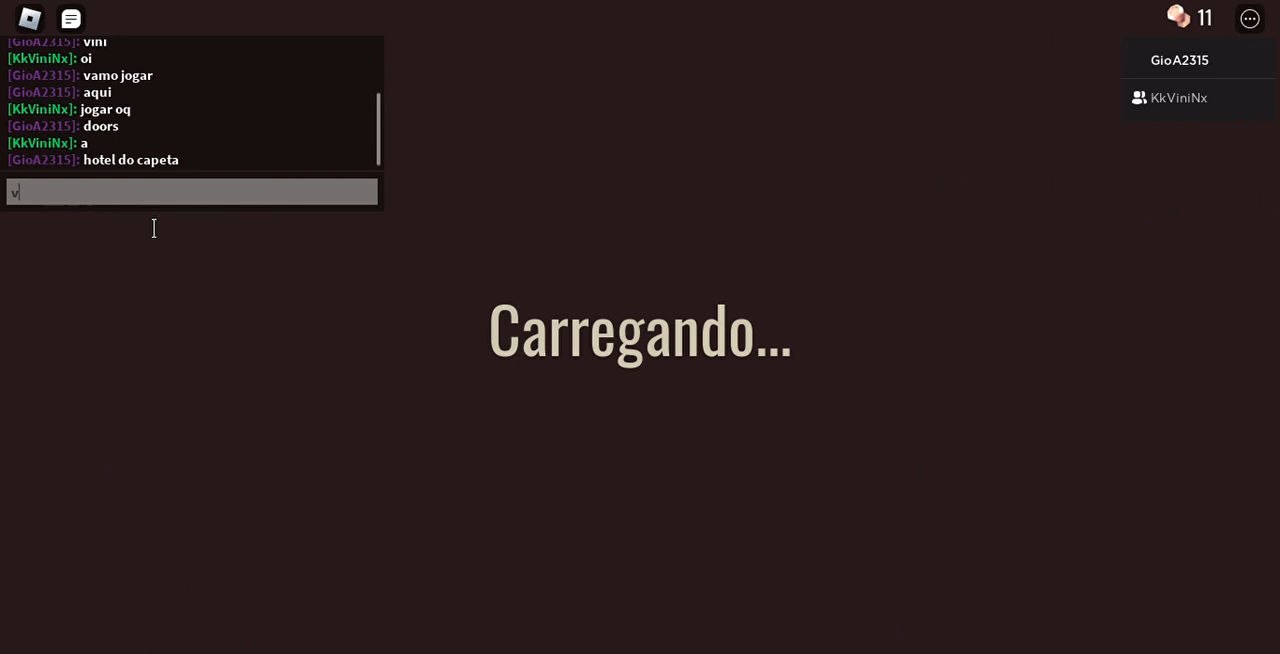 11
[GioA2315]: vini
[KkViniNx]: oi
[GioA2315]: vamo jogar
[GioA2315]: aqui
[KkViniNx]: jogar oq
[GioA2315]: doors
[KkViniNx]: a
[GioA2315]: hotel do capeta
v
GioA2315
KkViniNx
Carregando...